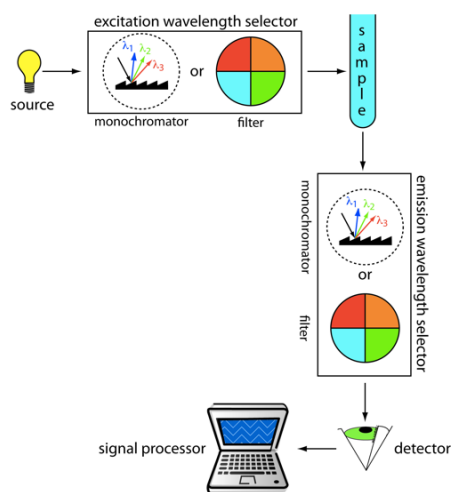 excitation wavelength selector
λ1
λ2
λ3
or
source
monochromator
filter
sample
emission wavelength selector
monochromator
λ1
λ2
λ3
or
filter
signal processor
detector